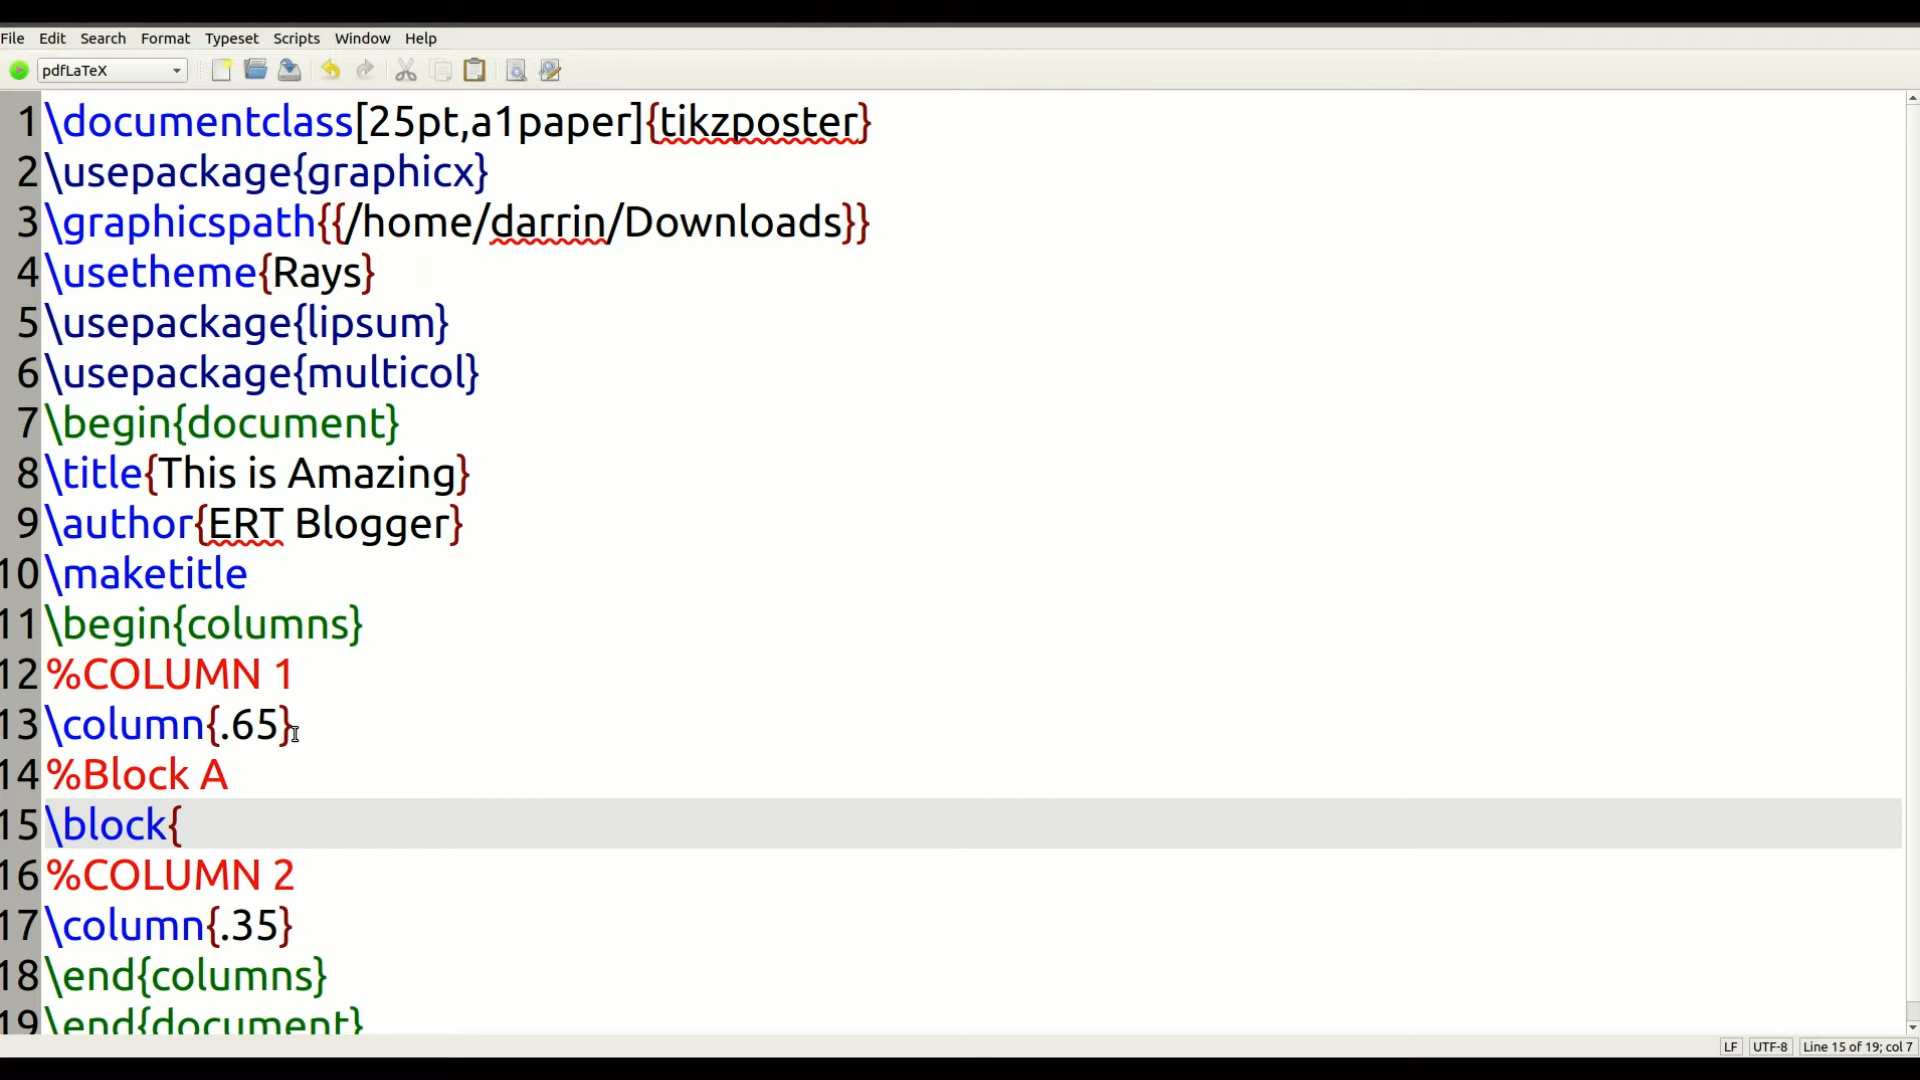 File Edit Search Format Typeset Scripts Window Help
pdfLaTeX
1 \documentclass[25pt,a1paper]{tikzposter}
2 \usepackage{graphicx}
3 \graphicspath{{/home/darrin/Downloads}}
4 \usetheme{Rays}
5 \usepackage{lipsum}
6 \usepackage{multicol}
7 \begin{document}
8 \title{This is Amazing}
9 \author{ERT Blogger}
10 \maketitle
11 \begin{columns}
12 %COLUMN 1
13 \column{.65}
14 %Block A
15 \block{
16 %COLUMN 2
17 \column{.35}
18 \end{columns}
19 \end{document}
LF UTF-8 Line 15 of 19; col 7